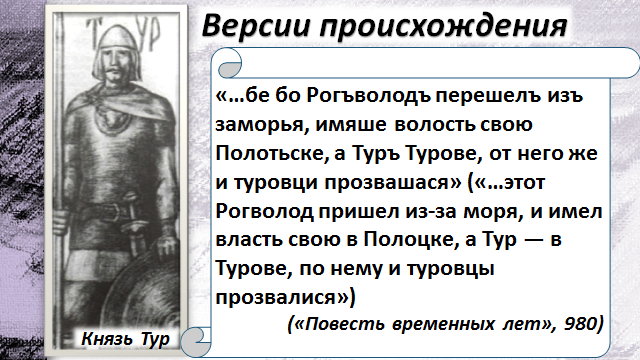 Версии происхождения
ТУР
«…бе бо Рогъволодъ перешелъ изъ
заморья, имяше волость свою
Полотьске, а Туръ Турове, от него же
и туровци прозвашася» («…этот
Рогволод пришел из-за моря, и имел
власть свою в Полоцке, а Тур — в
Турове, по нему и туровцы
прозвалися»)
(«Повесть временных лет», 980)
Князь Тур